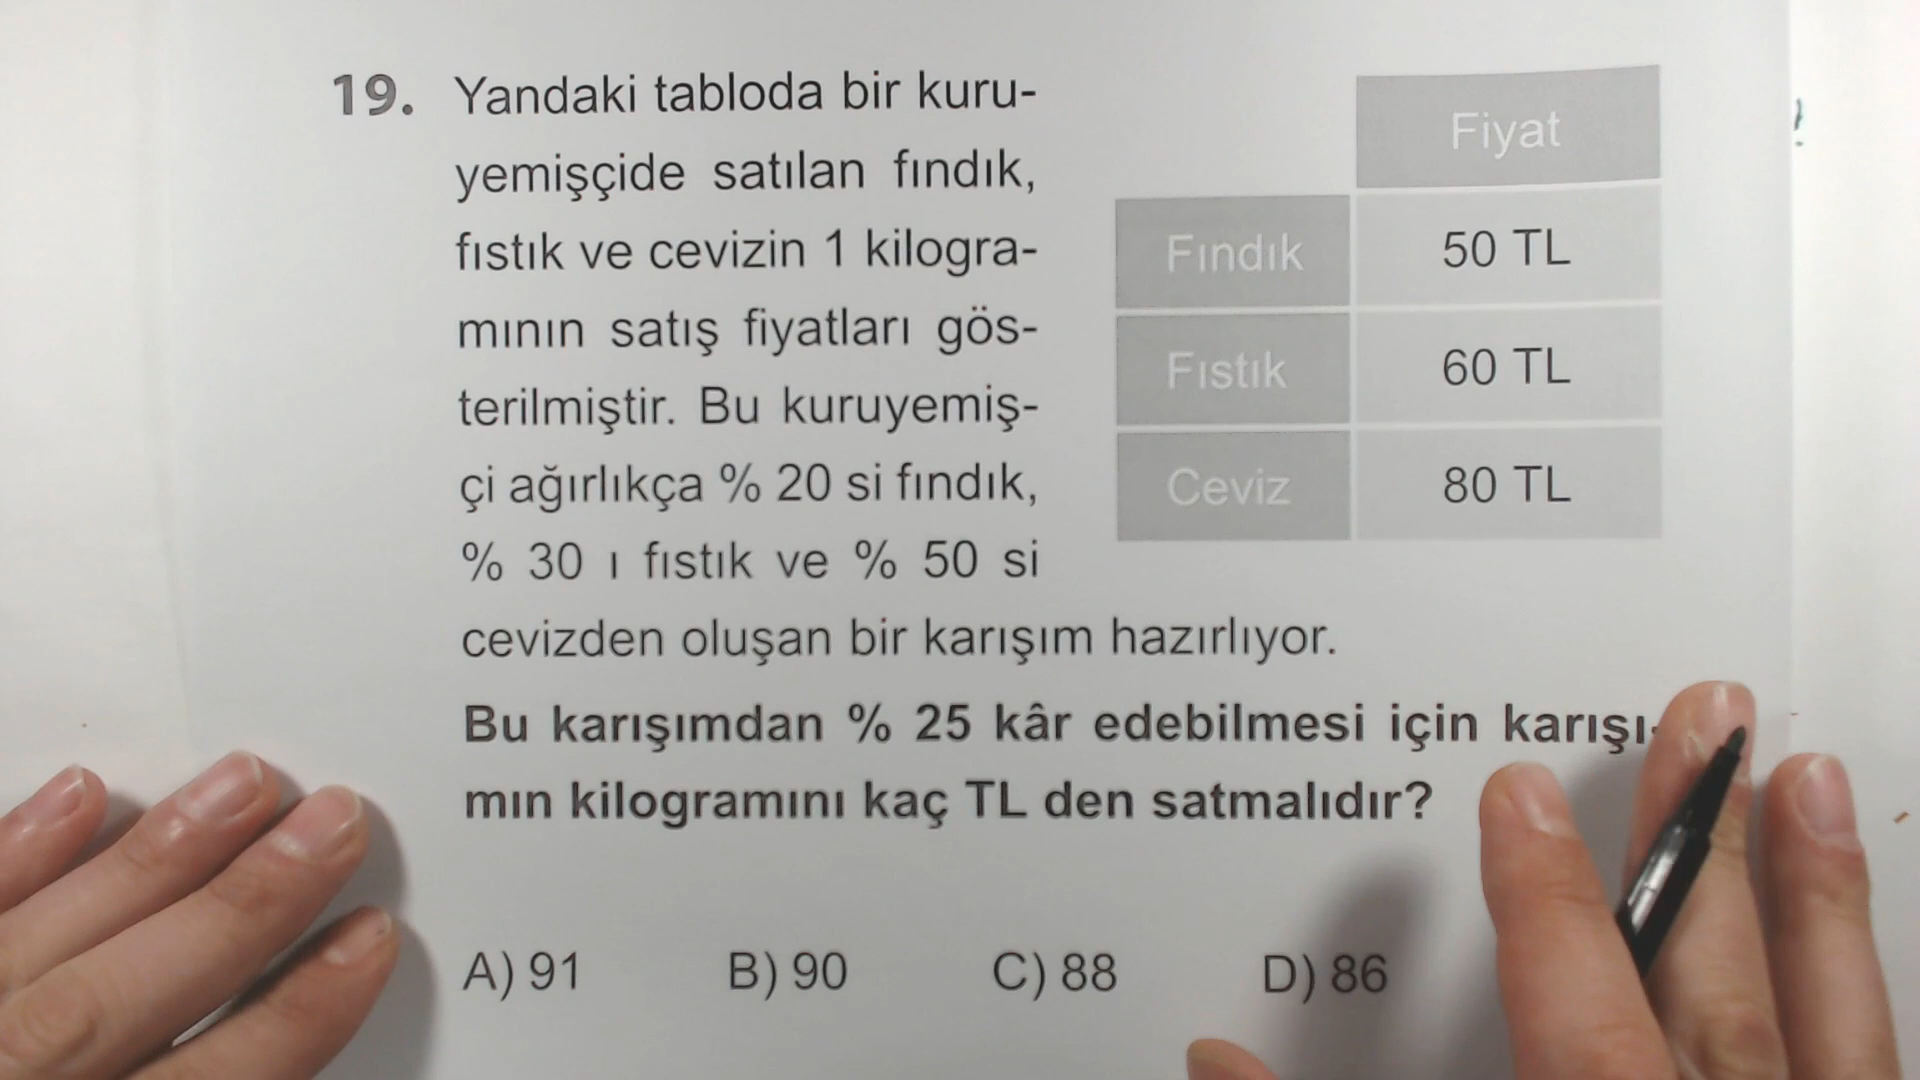 19. Yandaki tabloda bir kuru-
yemişçide satılan fındık,
fıstık ve cevizin 1 kilogra-
mının satış fiyatları gös-
terilmiştir. Bu kuruyemiş-
çi ağırlıkça % 20 si fındık,
% 30 ı fıstık ve % 50 si
cevizden oluşan bir karışım hazırlıyor.
Fiyat
Fındık 50 TL
Fıstık 60 TL
Ceviz 80 TL
Bu karışımdan % 25 kâr edebilmesi için karışı-
mın kilogramını kaç TL den satmalıdır?
A) 91 B) 90 C) 88 D) 86